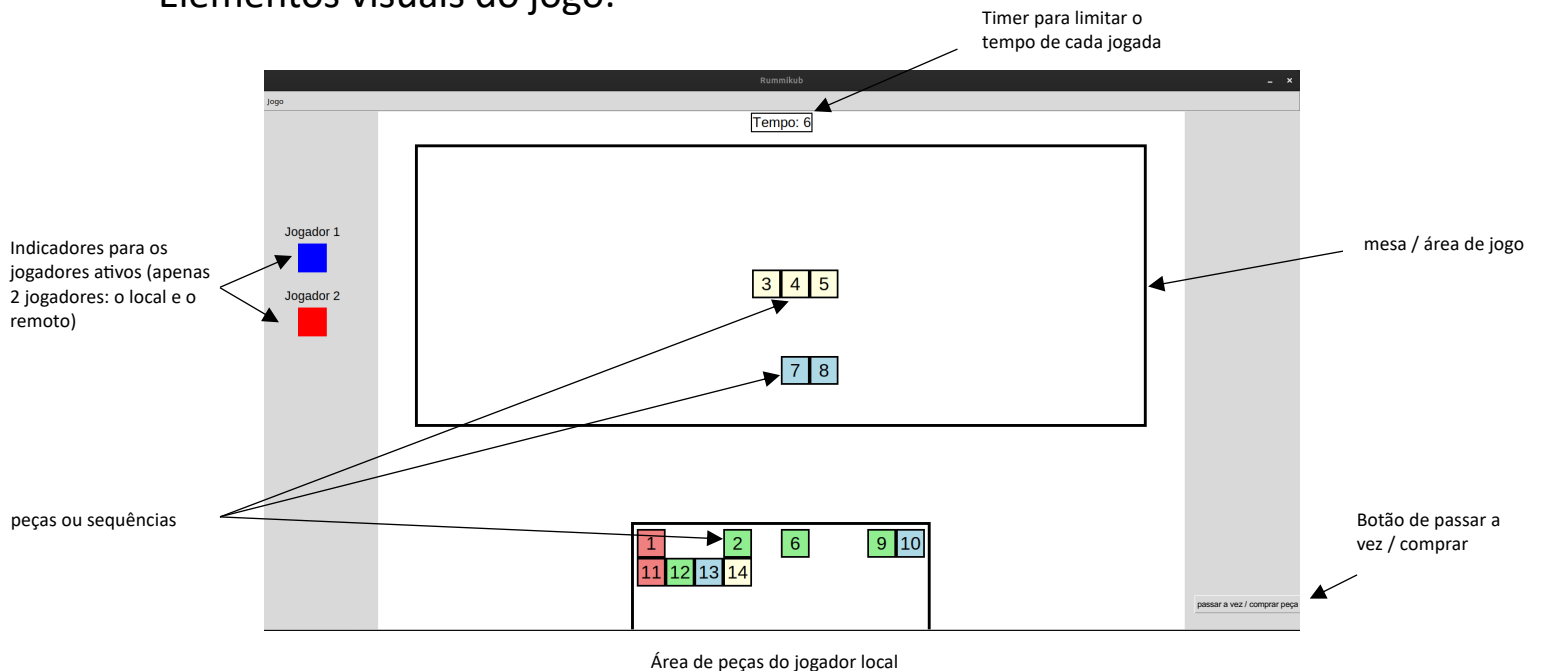 Elementos visuais do jogo:
Timer para limitar o
tempo de cada jogada
Rummikub
Jogo
Tempo: 6
Jogador 1
Jogador 2
Indicadores para os
jogadores ativos (apenas
2 jogadores: o local e o
remoto)
mesa / área de jogo
3 4 5
7 8
peças ou sequências
1 2 6 9 10
11 12 13 14
Botão de passar a
vez / comprar
passar a vez / comprar peça
Área de peças do jogador local